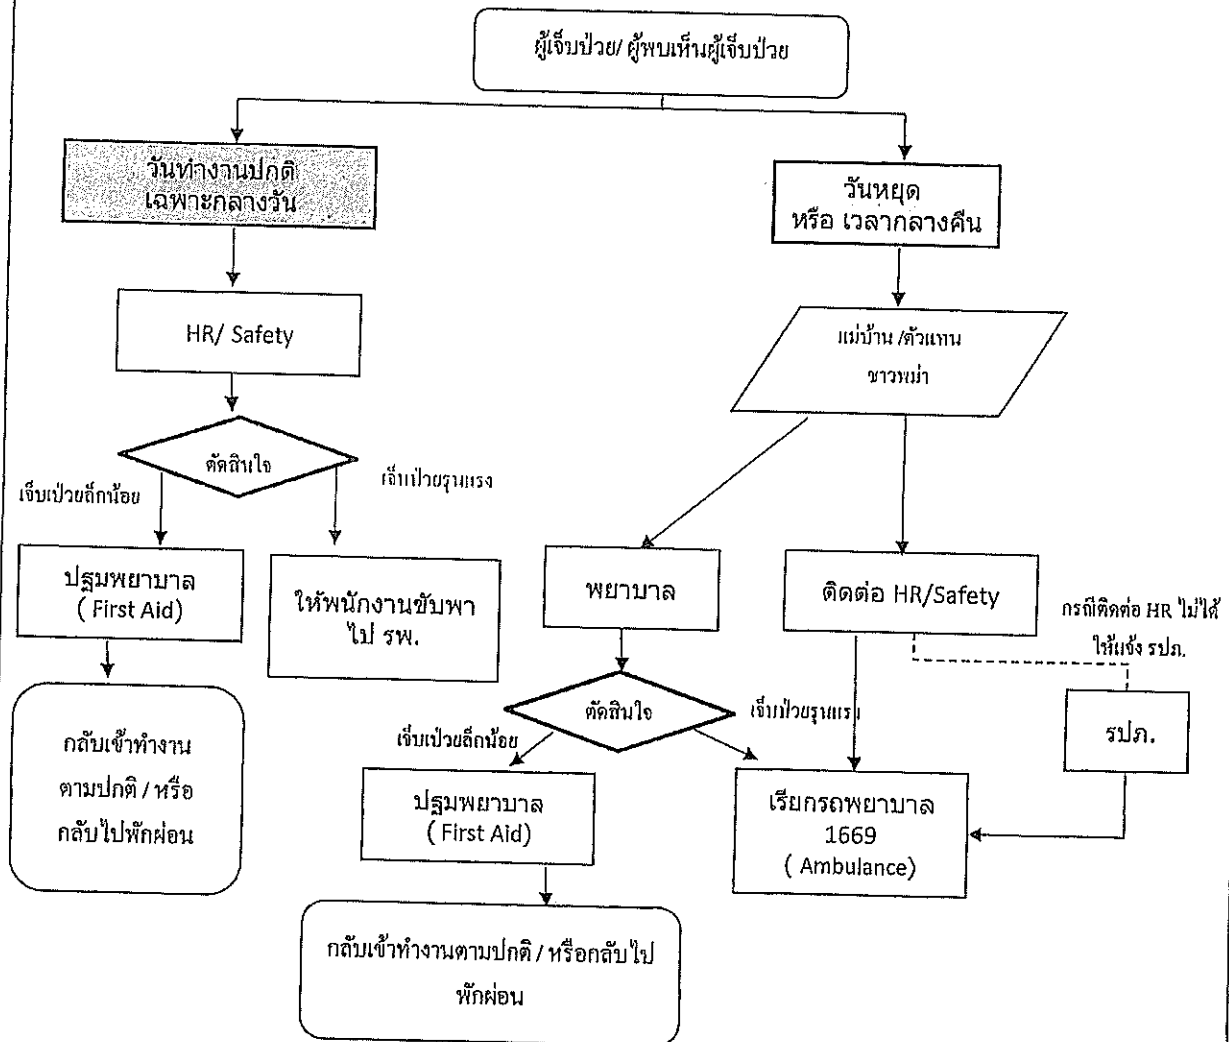 ผู้เจ็บป่วย/ ผู้พบเห็นผู้เจ็บป่วย
วันทำงานปกติ
เฉพาะกลางวัน
วันหยุด
หรือ เวลากลางคืน
HR/ Safety
แม่บ้าน /ตัวแทน
ชาวพม่า
ตัดสินใจ
เจ็บป่วยเล็กน้อย
เจ็บป่วยรุนแรง
ปฐมพยาบาล
( First Aid)
ให้พนักงานขับพา
ไป รพ.
พยาบาล
ติดต่อ HR/Safety
กรณีติดต่อ HR ไม่ได้
ให้แจ้ง รปภ.
กลับเข้าทำงาน
ตามปกติ / หรือ
กลับไปพักผ่อน
ตัดสินใจ
เจ็บป่วยเล็กน้อย
เจ็บป่วยรุนแรง
รปภ.
ปฐมพยาบาล
( First Aid)
เรียกรถพยาบาล
1669
( Ambulance)
กลับเข้าทำงานตามปกติ / หรือกลับไป
พักผ่อน